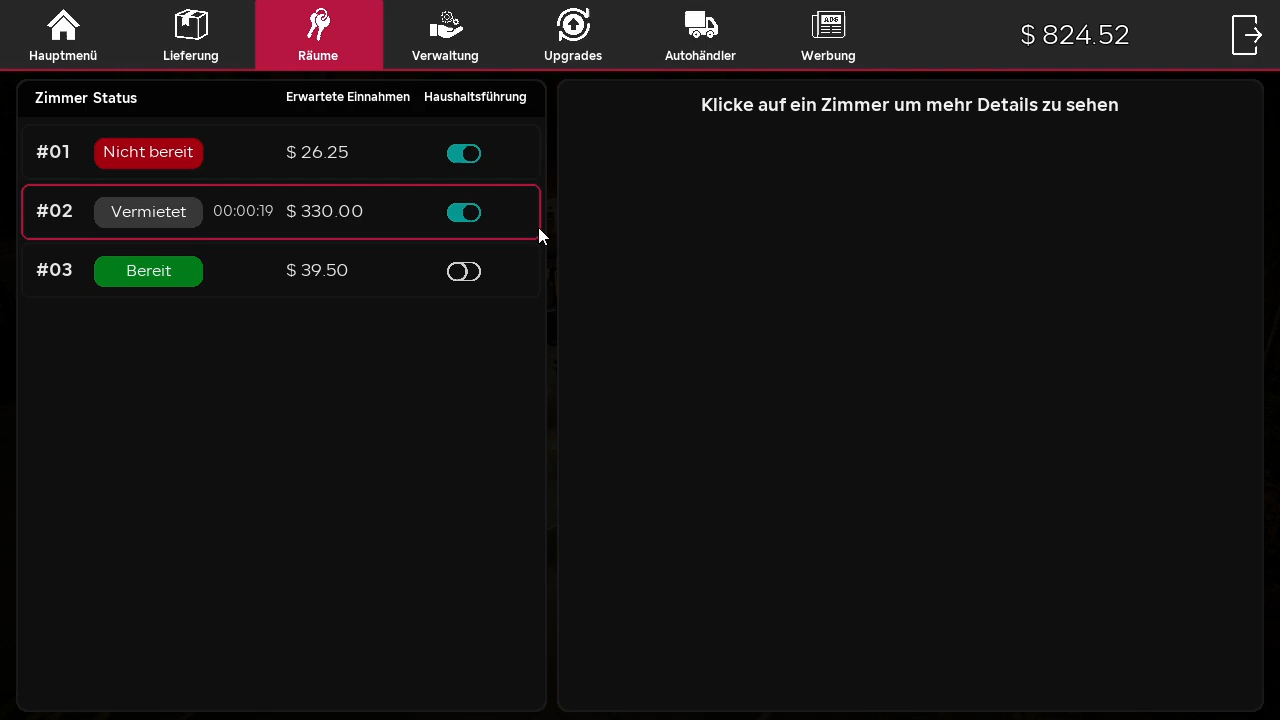 Hauptmenü Lieferung Räume Verwaltung Upgrades Autohändler Werbung $ 824.52
ADS
Zimmer Status Erwartete Einnahmen Haushaltsführung
#01 Nicht bereit $ 26.25
#02 Vermietet 00:00:19 $ 330.00
#03 Bereit $ 39.50
Klicke auf ein Zimmer um mehr Details zu sehen